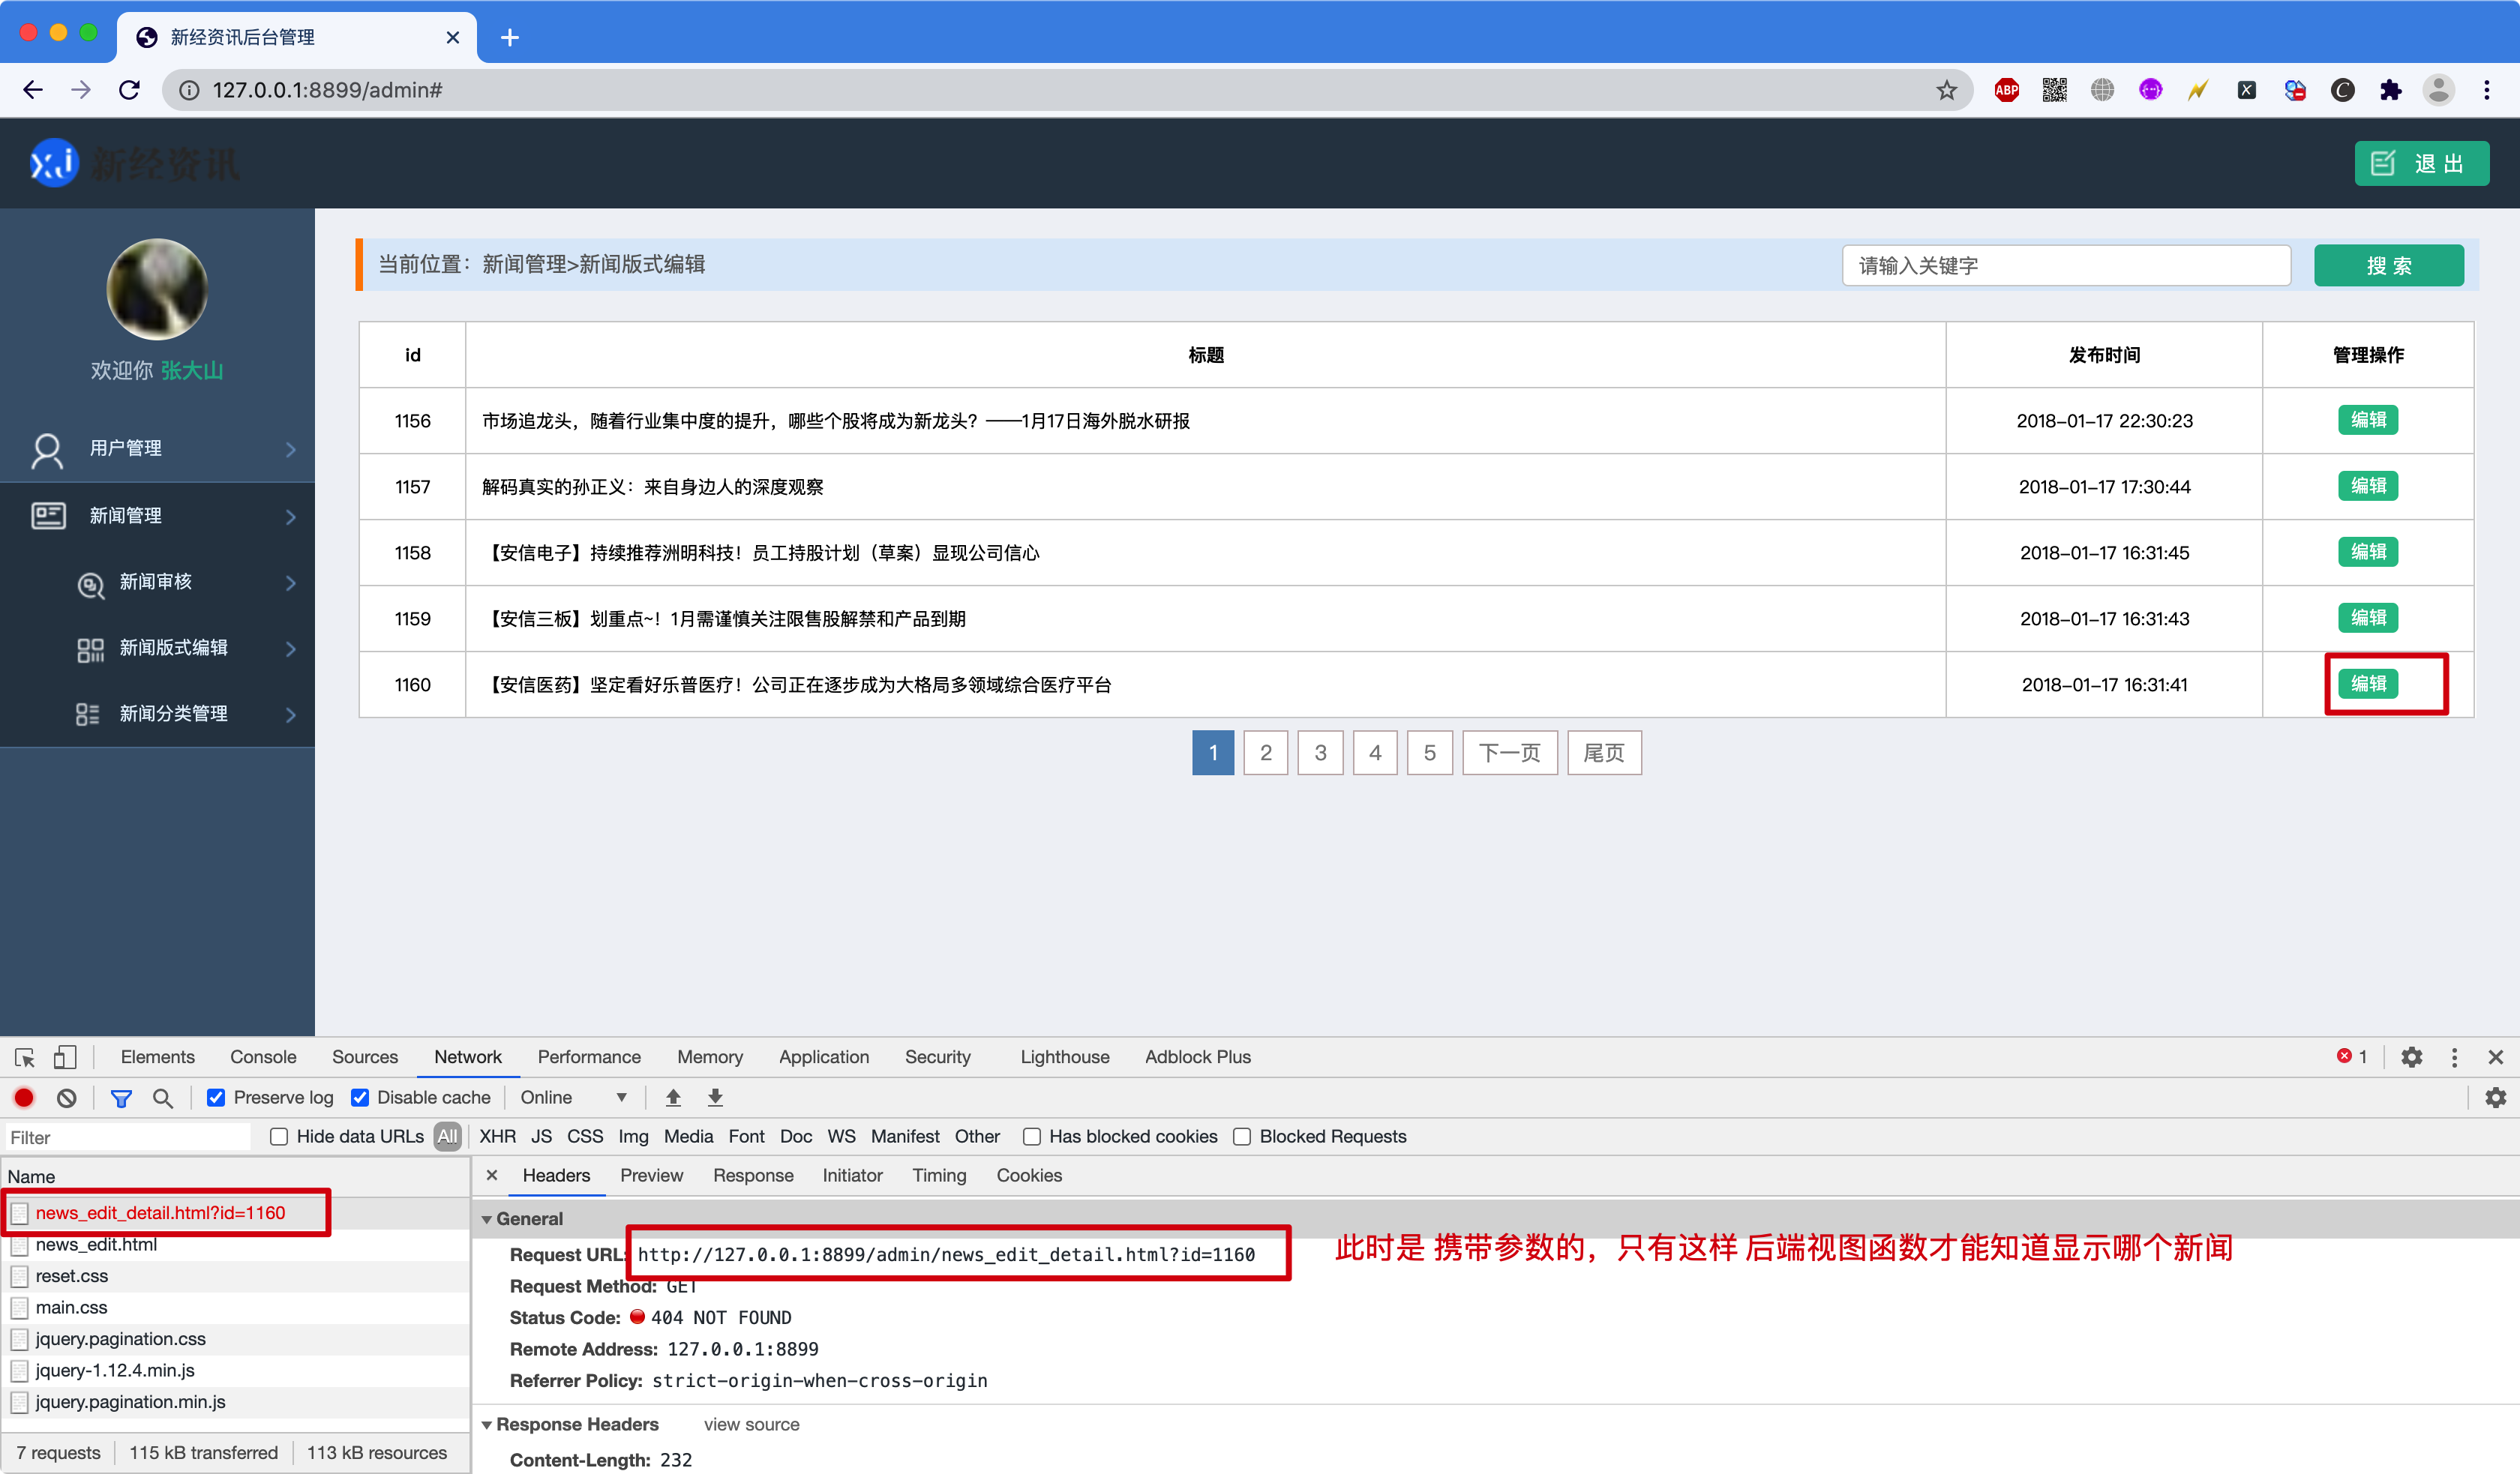 新经资讯后台管理
127.0.0.1:8899/admin#
ABP
新经资讯
退 出
欢迎你 张大山
用户管理
新闻管理
新闻审核
新闻版式编辑
新闻分类管理
当前位置：新闻管理>新闻版式编辑
请输入关键字
搜 索
id 标题 发布时间 管理操作
1156 市场追龙头，随着行业集中度的提升，哪些个股将成为新龙头？——1月17日海外脱水研报 2018-01-17 22:30:23 编辑
1157 解码真实的孙正义：来自身边人的深度观察 2018-01-17 17:30:44 编辑
1158 【安信电子】持续推荐洲明科技！员工持股计划（草案）显现公司信心 2018-01-17 16:31:45 编辑
1159 【安信三板】划重点~！1月需谨慎关注限售股解禁和产品到期 2018-01-17 16:31:43 编辑
1160 【安信医药】坚定看好乐普医疗！公司正在逐步成为大格局多领域综合医疗平台 2018-01-17 16:31:41 编辑
1 2 3 4 5 下一页 尾页
Elements Console Sources Network Performance Memory Application Security Lighthouse Adblock Plus 1
Preserve log Disable cache Online
Filter Hide data URLs All XHR JS CSS Img Media Font Doc WS Manifest Other Has blocked cookies Blocked Requests
Name
news_edit_detail.html?id=1160
news_edit.html
reset.css
main.css
jquery.pagination.css
jquery-1.12.4.min.js
jquery.pagination.min.js
7 requests 115 kB transferred 113 kB resources
Headers Preview Response Initiator Timing Cookies
General
Request URL: http://127.0.0.1:8899/admin/news_edit_detail.html?id=1160
此时是 携带参数的，只有这样 后端视图函数才能知道显示哪个新闻
Request Method: GET
Status Code: 404 NOT FOUND
Remote Address: 127.0.0.1:8899
Referrer Policy: strict-origin-when-cross-origin
Response Headers view source
Content-Length: 232